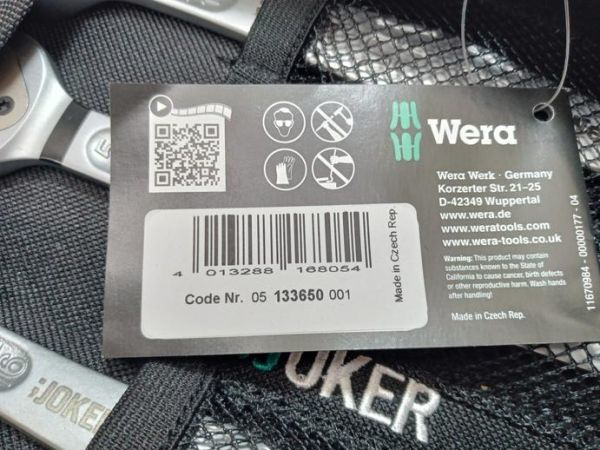 Wera
Wera Werk · Germany
Korzerter Str. 21–25
D-42349 Wuppertal
www.wera.de
www.weratools.com
www.wera-tools.co.uk
Warning: This product may contain
substances known to the State of
California to cause cancer, birth defects
or other reproductive harm. Wash hands
after handling!
Made in Czech Rep.
11670984 - 00000177 - 04
4 013288 168054
Code Nr. 05 133650 001
Made in Czech Rep.
;JOKER
;JOKER